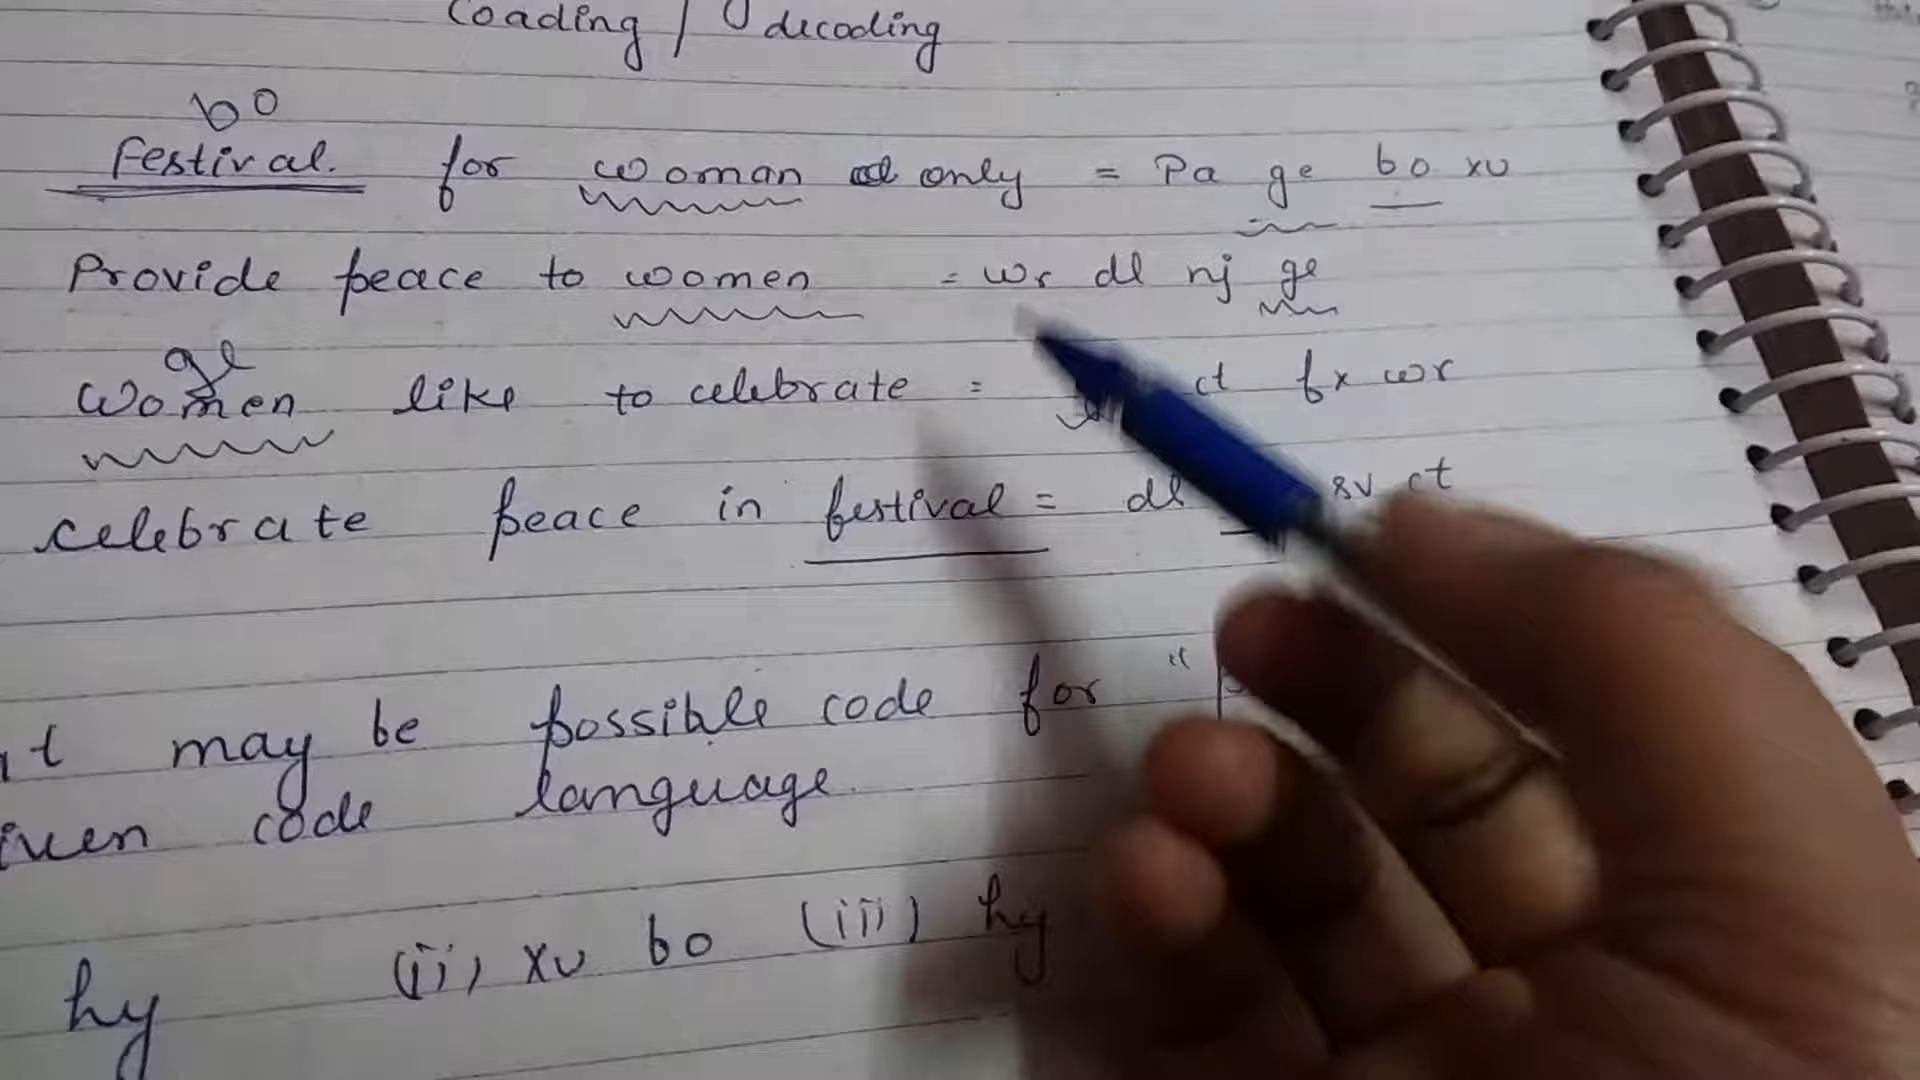 Coading / decoding
bo
Festival. for woman only = Pa ge bo xu
Provide peace to women = wr dl nj ge
ge
Women like to celebrate = ct fx wr
celebrate peace in festival = dl sv ct
may be possible code for "
code language.
hy (ii) xu bo (iii) hy